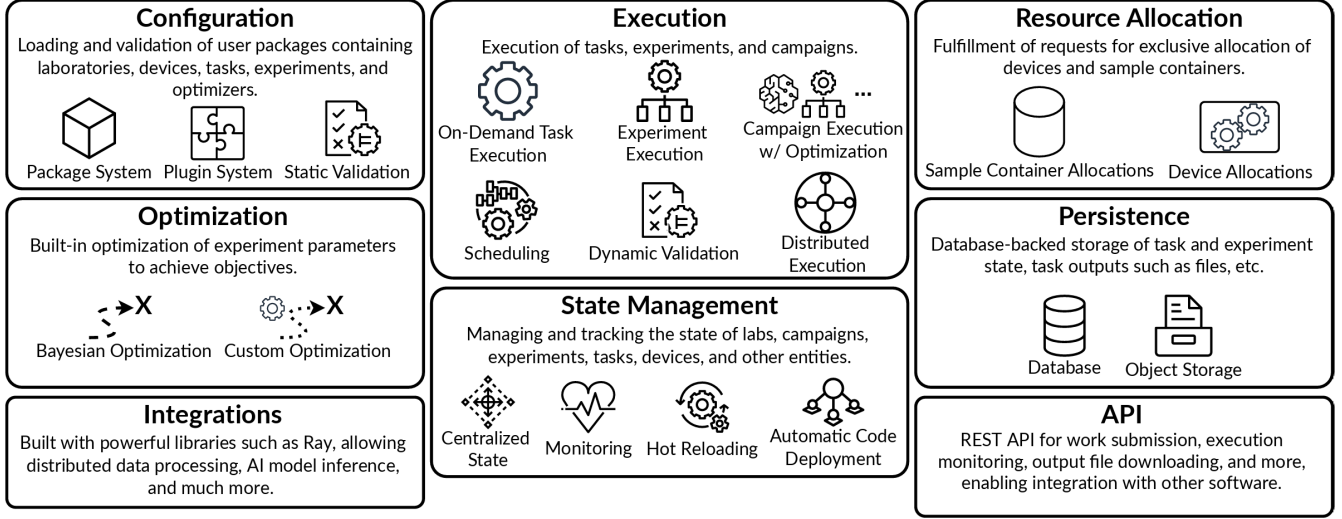 Configuration
Loading and validation of user packages containing
laboratories, devices, tasks, experiments, and
optimizers.
Package System
Plugin System
Static Validation
Optimization
Built-in optimization of experiment parameters
to achieve objectives.
X
X
Bayesian Optimization
Custom Optimization
Integrations
Built with powerful libraries such as Ray, allowing
distributed data processing, AI model inference,
and much more.
Execution
Execution of tasks, experiments, and campaigns.
...
On-Demand Task
Execution
Experiment
Execution
Campaign Execution
w/ Optimization
Scheduling
Dynamic Validation
Distributed
Execution
State Management
Managing and tracking the state of labs, campaigns,
experiments, tasks, devices, and other entities.
Centralized
State
Monitoring
Hot Reloading
Automatic Code
Deployment
Resource Allocation
Fulfillment of requests for exclusive allocation of
devices and sample containers.
Sample Container Allocations
Device Allocations
Persistence
Database-backed storage of task and experiment
state, task outputs such as files, etc.
Database
Object Storage
API
REST API for work submission, execution
monitoring, output file downloading, and more,
enabling integration with other software.